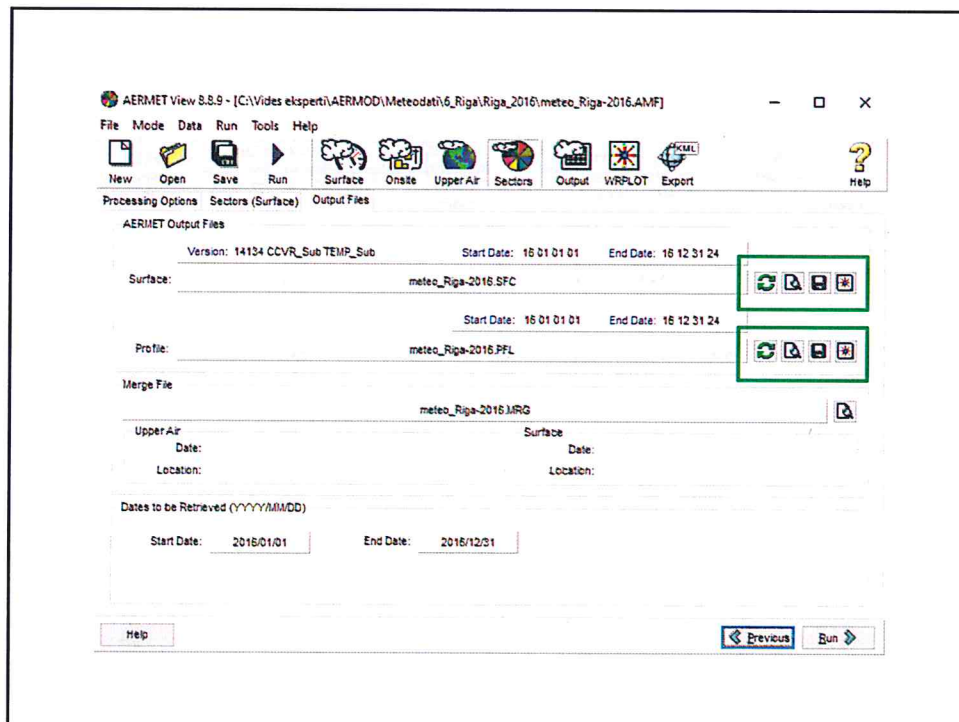 AERMET View 8.8.9 - [C:\Vides eksperti\AERMOD\Meteodati\6_Riga\Riga_2016\meteo_Riga-2016.AMF]
File Mode Data Run Tools Help
New Open Save Run Surface Onsite Upper Air Sectors Output WRPLOT Export Help
KML
Processing Options Sectors (Surface) Output Files
AERMET Output Files
Version: 14134 CCVR_Sub TEMP_Sub Start Date: 16 01 01 01 End Date: 16 12 31 24
Surface: meteo_Riga-2016.SFC
Start Date: 16 01 01 01 End Date: 16 12 31 24
Profile: meteo_Riga-2016.PFL
Merge File
meteo_Riga-2016.MRG
Upper Air Surface
Date: Date:
Location: Location:
Dates to be Retrieved (YYYY/MM/DD)
Start Date: 2016/01/01 End Date: 2016/12/31
Help Previous Run